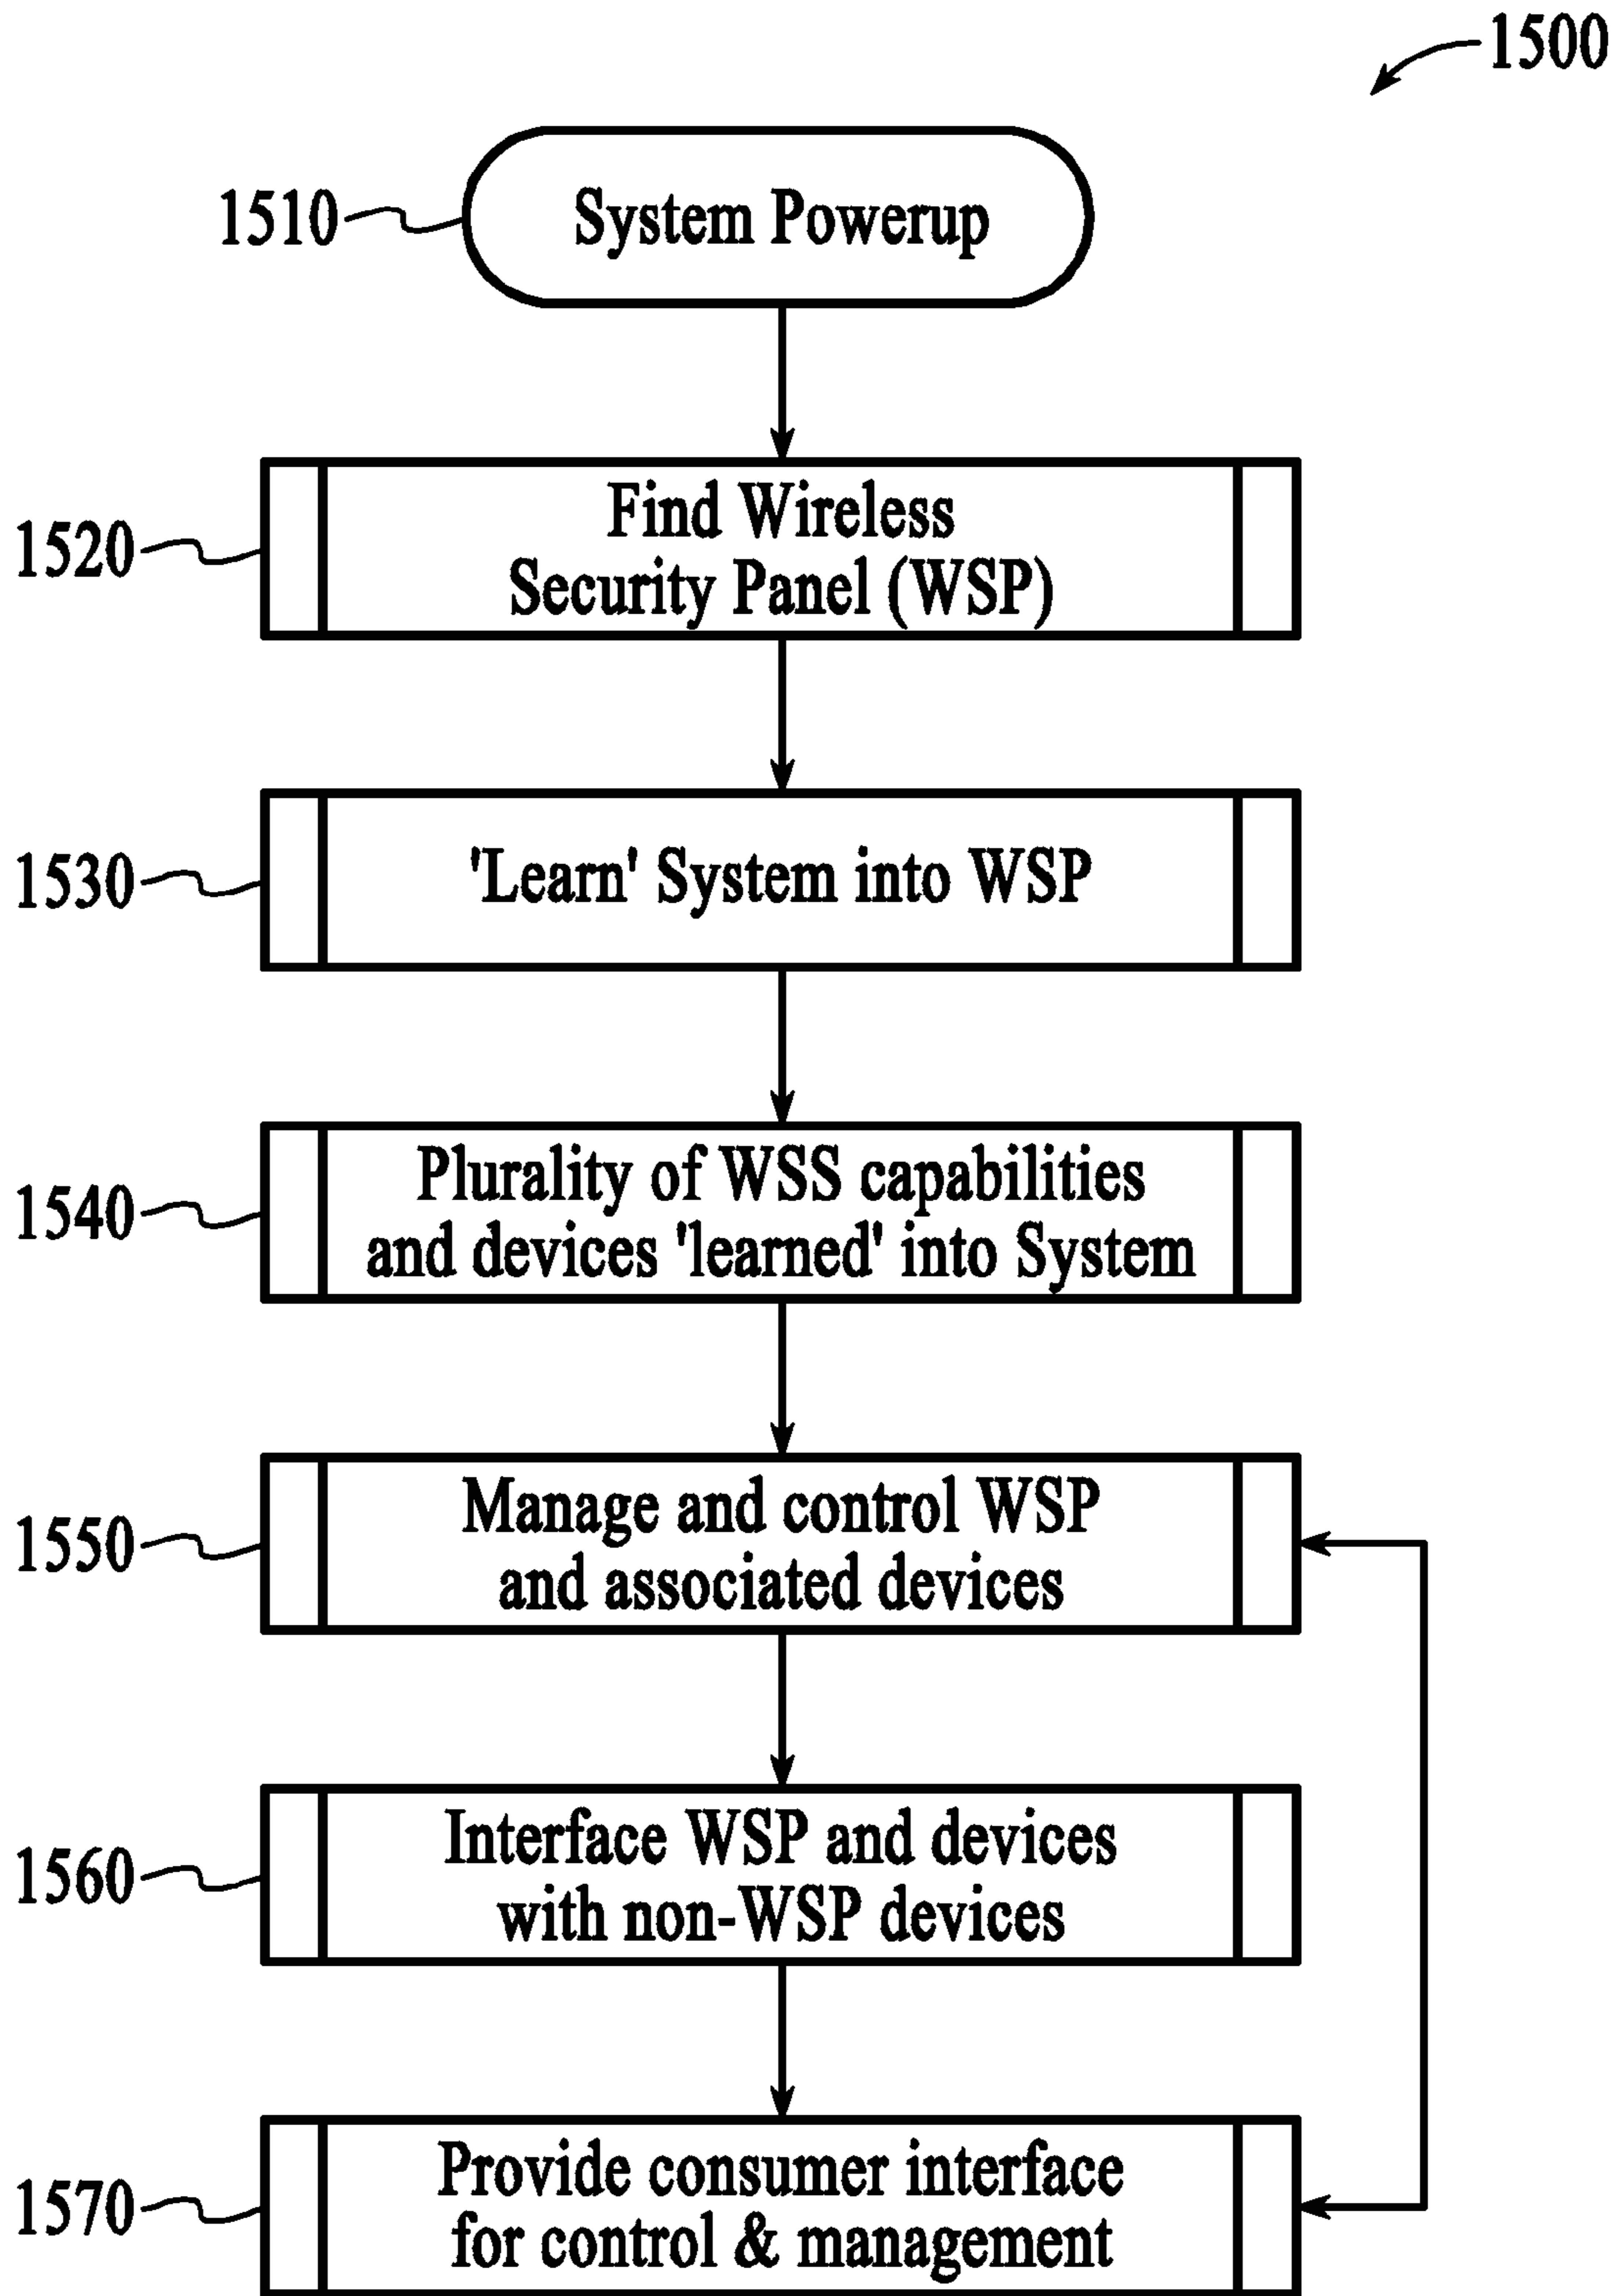 1500
1510
System Powerup
1520
Find Wireless
Security Panel (WSP)
1530
'Learn' System into WSP
1540
Plurality of WSS capabilities
and devices 'learned' into System
1550
Manage and control WSP
and associated devices
1560
Interface WSP and devices
with non-WSP devices
1570
Provide consumer interface
for control & management